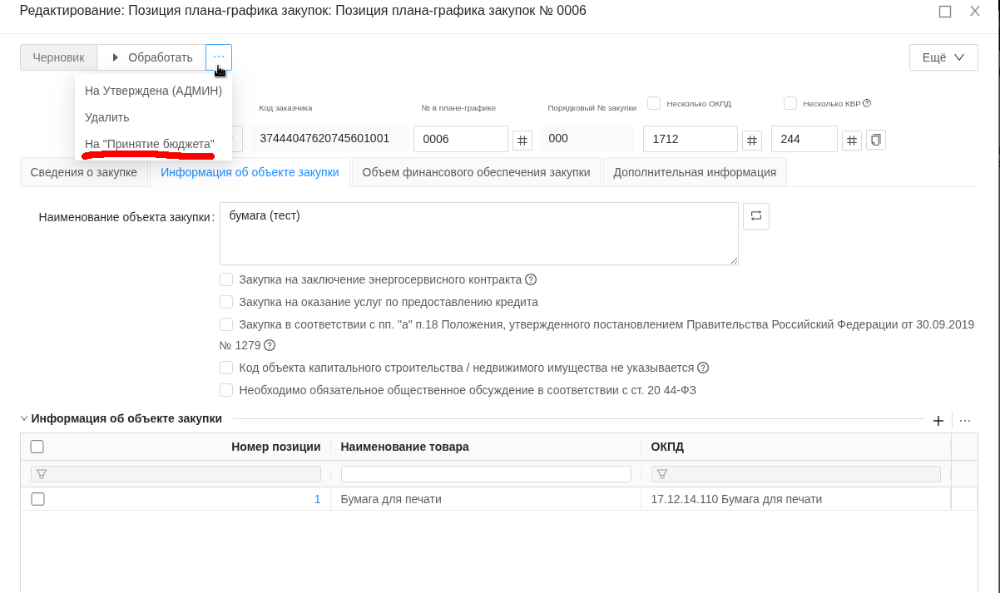 Редактирование: Позиция плана-графика закупок: Позиция плана-графика закупок № 0006
Черновик Обработать ... Ещё
На Утверждена (АДМИН)
Удалить
На "Принятие бюджета"
Код заказчика № в плане-графике Порядковый № закупки Несколько ОКПД Несколько КВР
37444047620745601001 0006 000 1712 244
Сведения о закупке Информация об объекте закупки Объем финансового обеспечения закупки Дополнительная информация
Наименование объекта закупки: бумага (тест)
Закупка на заключение энергосервисного контракта
Закупка на оказание услуг по предоставлению кредита
Закупка в соответствии с пп. "а" п.18 Положения, утвержденного постановлением Правительства Российский Федерации от 30.09.2019
№ 1279
Код объекта капитального строительства / недвижимого имущества не указывается
Необходимо обязательное общественное обсуждение в соответствии с ст. 20 44-ФЗ
Информация об объекте закупки
Номер позиции Наименование товара ОКПД
1 Бумага для печати 17.12.14.110 Бумага для печати